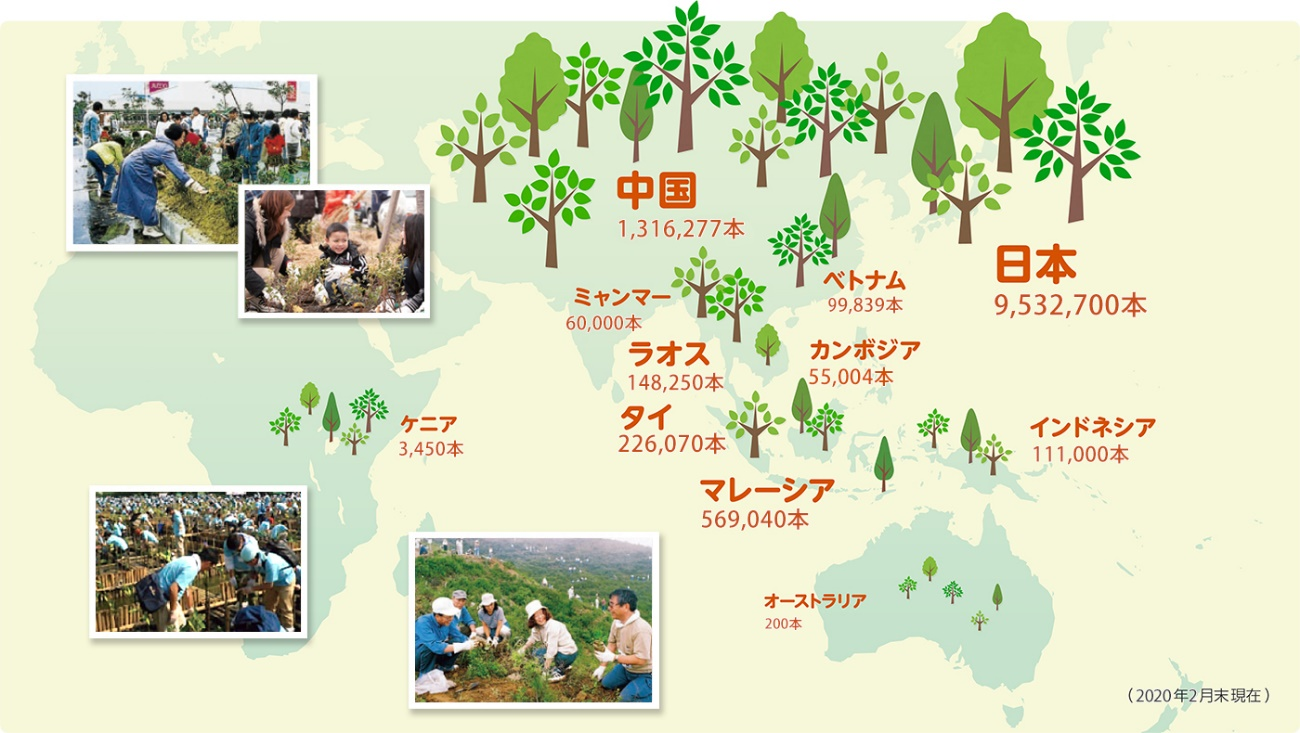 中国
1,316,277本
日本
9,532,700本
ベトナム
99,839本
ミャンマー
60,000本
ラオス
148,250本
カンボジア
55,004本
タイ
226,070本
ケニア
3,450本
インドネシア
111,000本
マレーシア
569,040本
オーストラリア
200本
（2020年2月末現在）